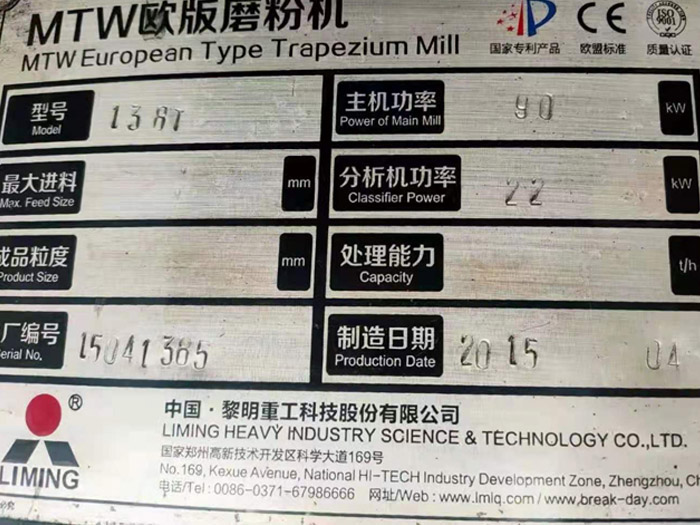 MTW欧版磨粉机
MTW European Type Trapezium Mill
国家专利产品
CE
欧盟标准
ISO
9001
质量认证
型号
Model
138T
主机功率
Power of Main Mill
90
kW
最大进料
Max. Feed Size
mm
分析机功率
Classifier Power
22
kW
成品粒度
Product Size
mm
处理能力
Capacity
t/h
厂编号
Serial No.
15041385
制造日期
Production Date
2015 04
中国·黎明重工科技股份有限公司
LIMING HEAVY INDUSTRY SCIENCE & TECHNOLOGY CO.,LTD.
国家郑州高新技术开发区科学大道169号
No.169, Kexue Avenue, National HI-TECH Industry Development Zone, Zhengzhou, Ch
电话/Tel: 0086-0371-67986666 网址/Web: www.lmlq.com www.break-day.com
®
LIMING